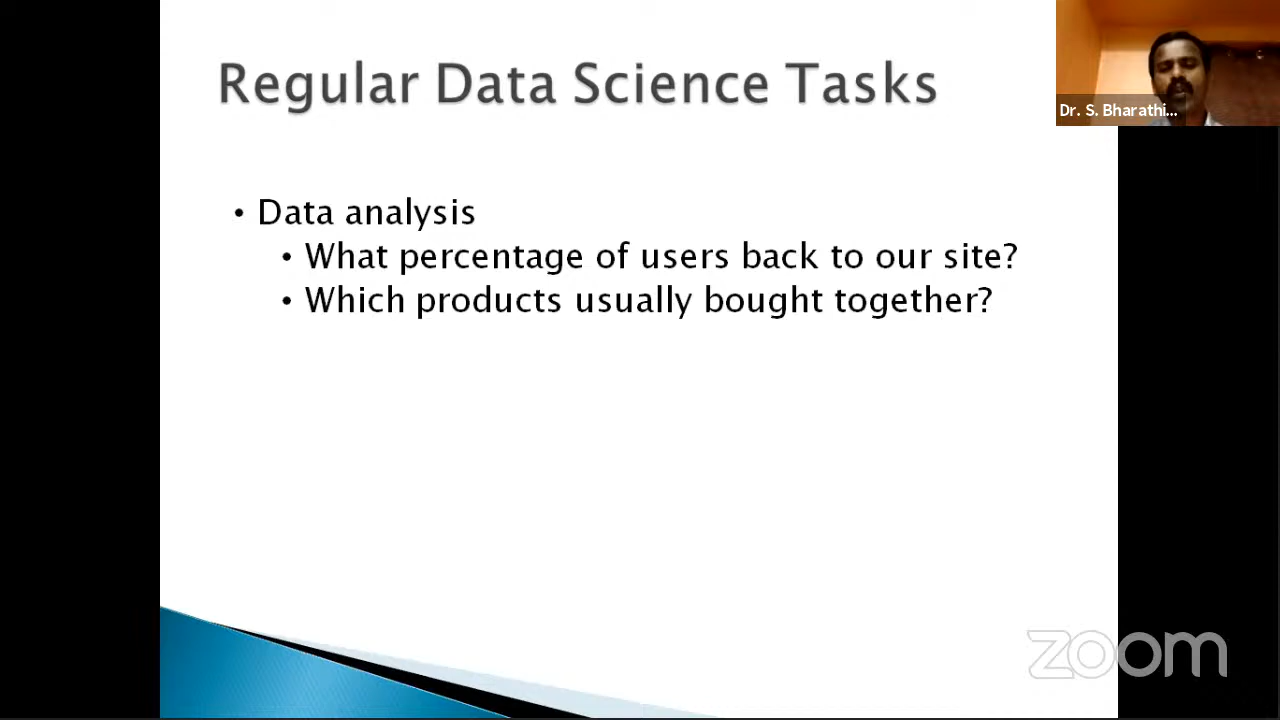 Regular Data Science Tasks
Dr. S. Bharathi...
• Data analysis
• What percentage of users back to our site?
• Which products usually bought together?
zoom